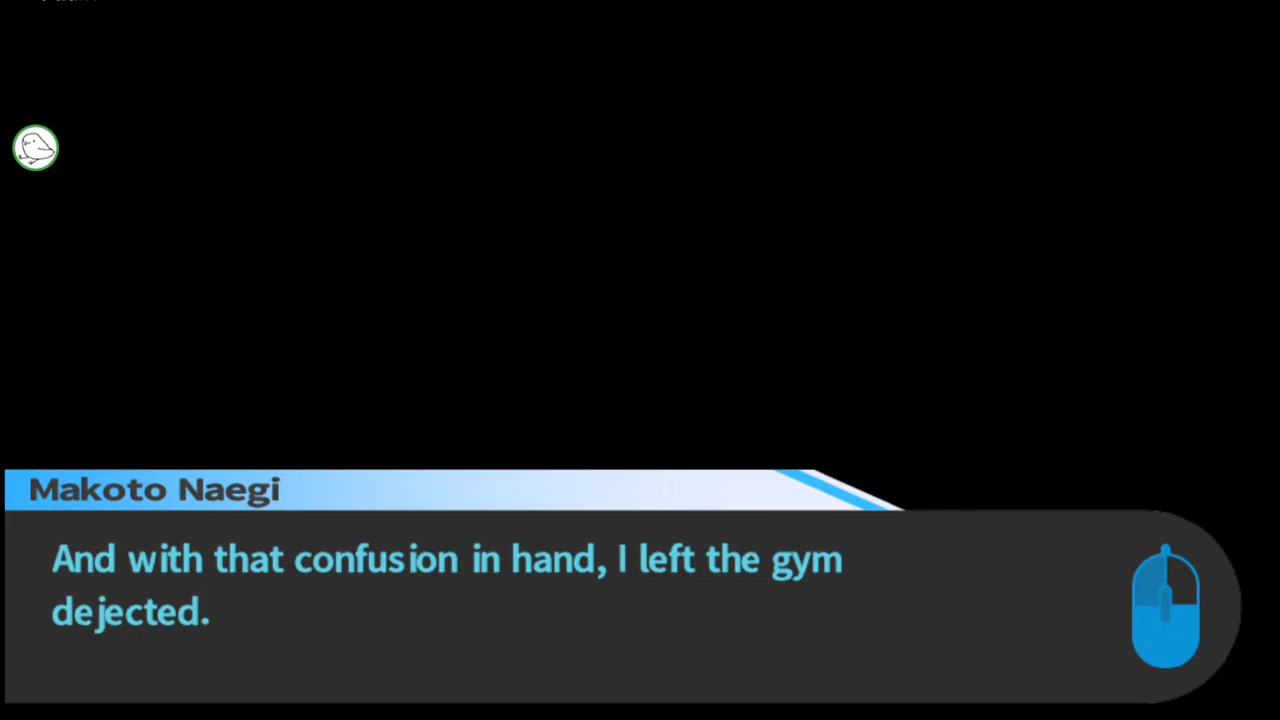 Makoto Naegi
And with that confusion in hand, I left the gym
dejected.